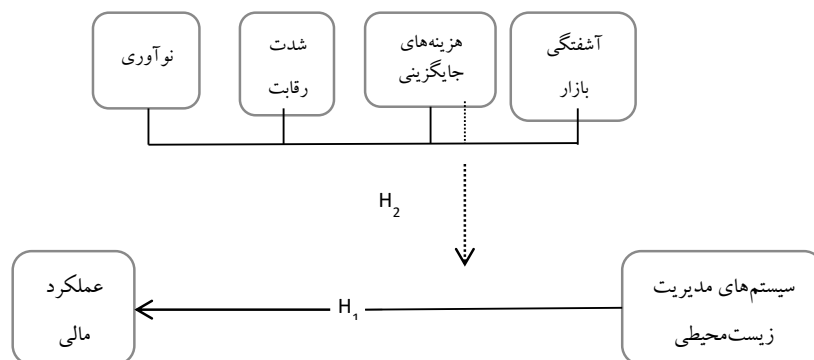 آشفتگی
بازار
هزینه‌های
جایگزینی
شدت
رقابت
نوآوری
H2
سیستم‌های مدیریت
زیست‌محیطی
H1
عملکرد
مالی